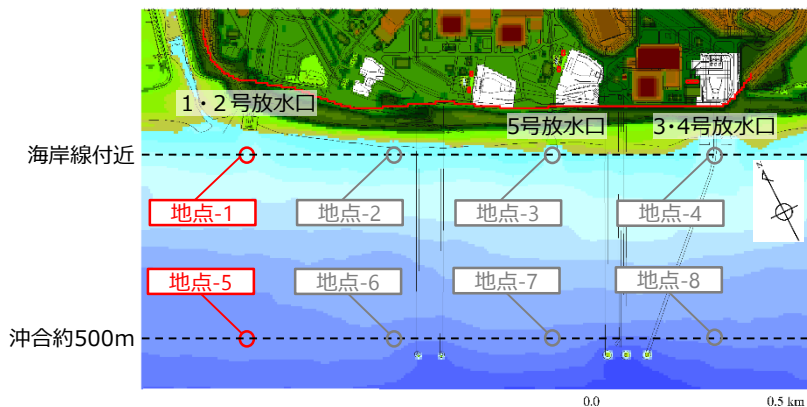 1・2号放水口
5号放水口
3・4号放水口
海岸線付近
地点-1
地点-2
地点-3
地点-4
地点-5
地点-6
地点-7
地点-8
沖合約500m
0.0
0.5 km